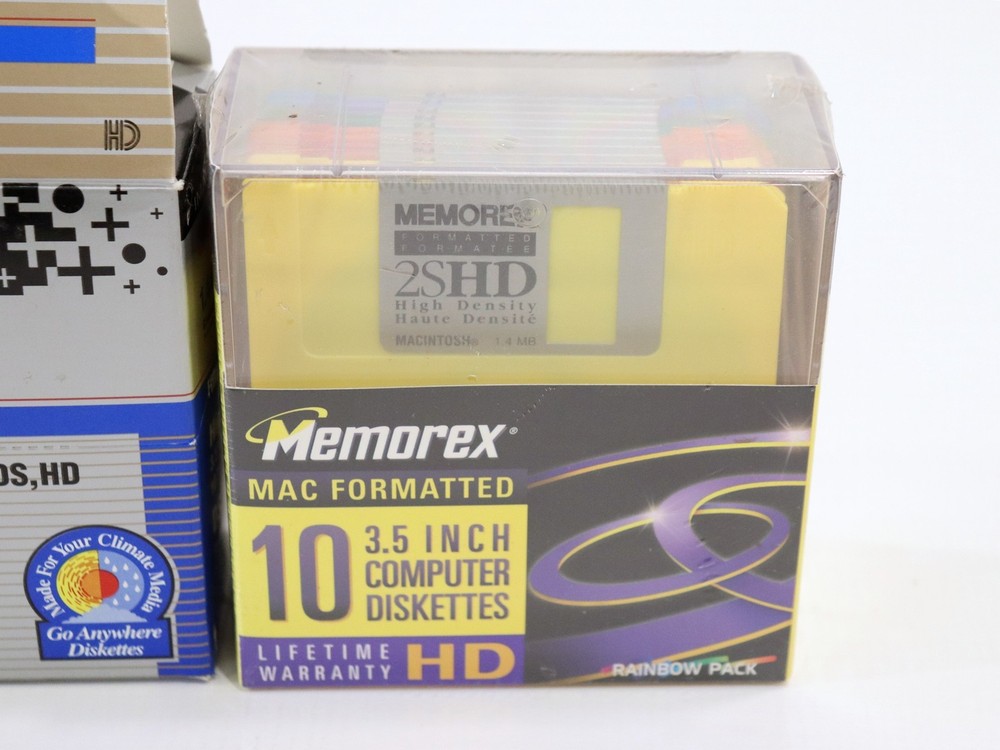 HD
DS,HD
Made For Your Climate Media
Go Anywhere
Diskettes
MEMOREX
FORMATTED
FORMATÉE
2SHD
High Density
Haute Densité
MACINTOSH® 1.4 MB
Memorex®
MAC FORMATTED
10 3.5 INCH
COMPUTER
DISKETTES
LIFETIME
WARRANTY
HD
RAINBOW PACK